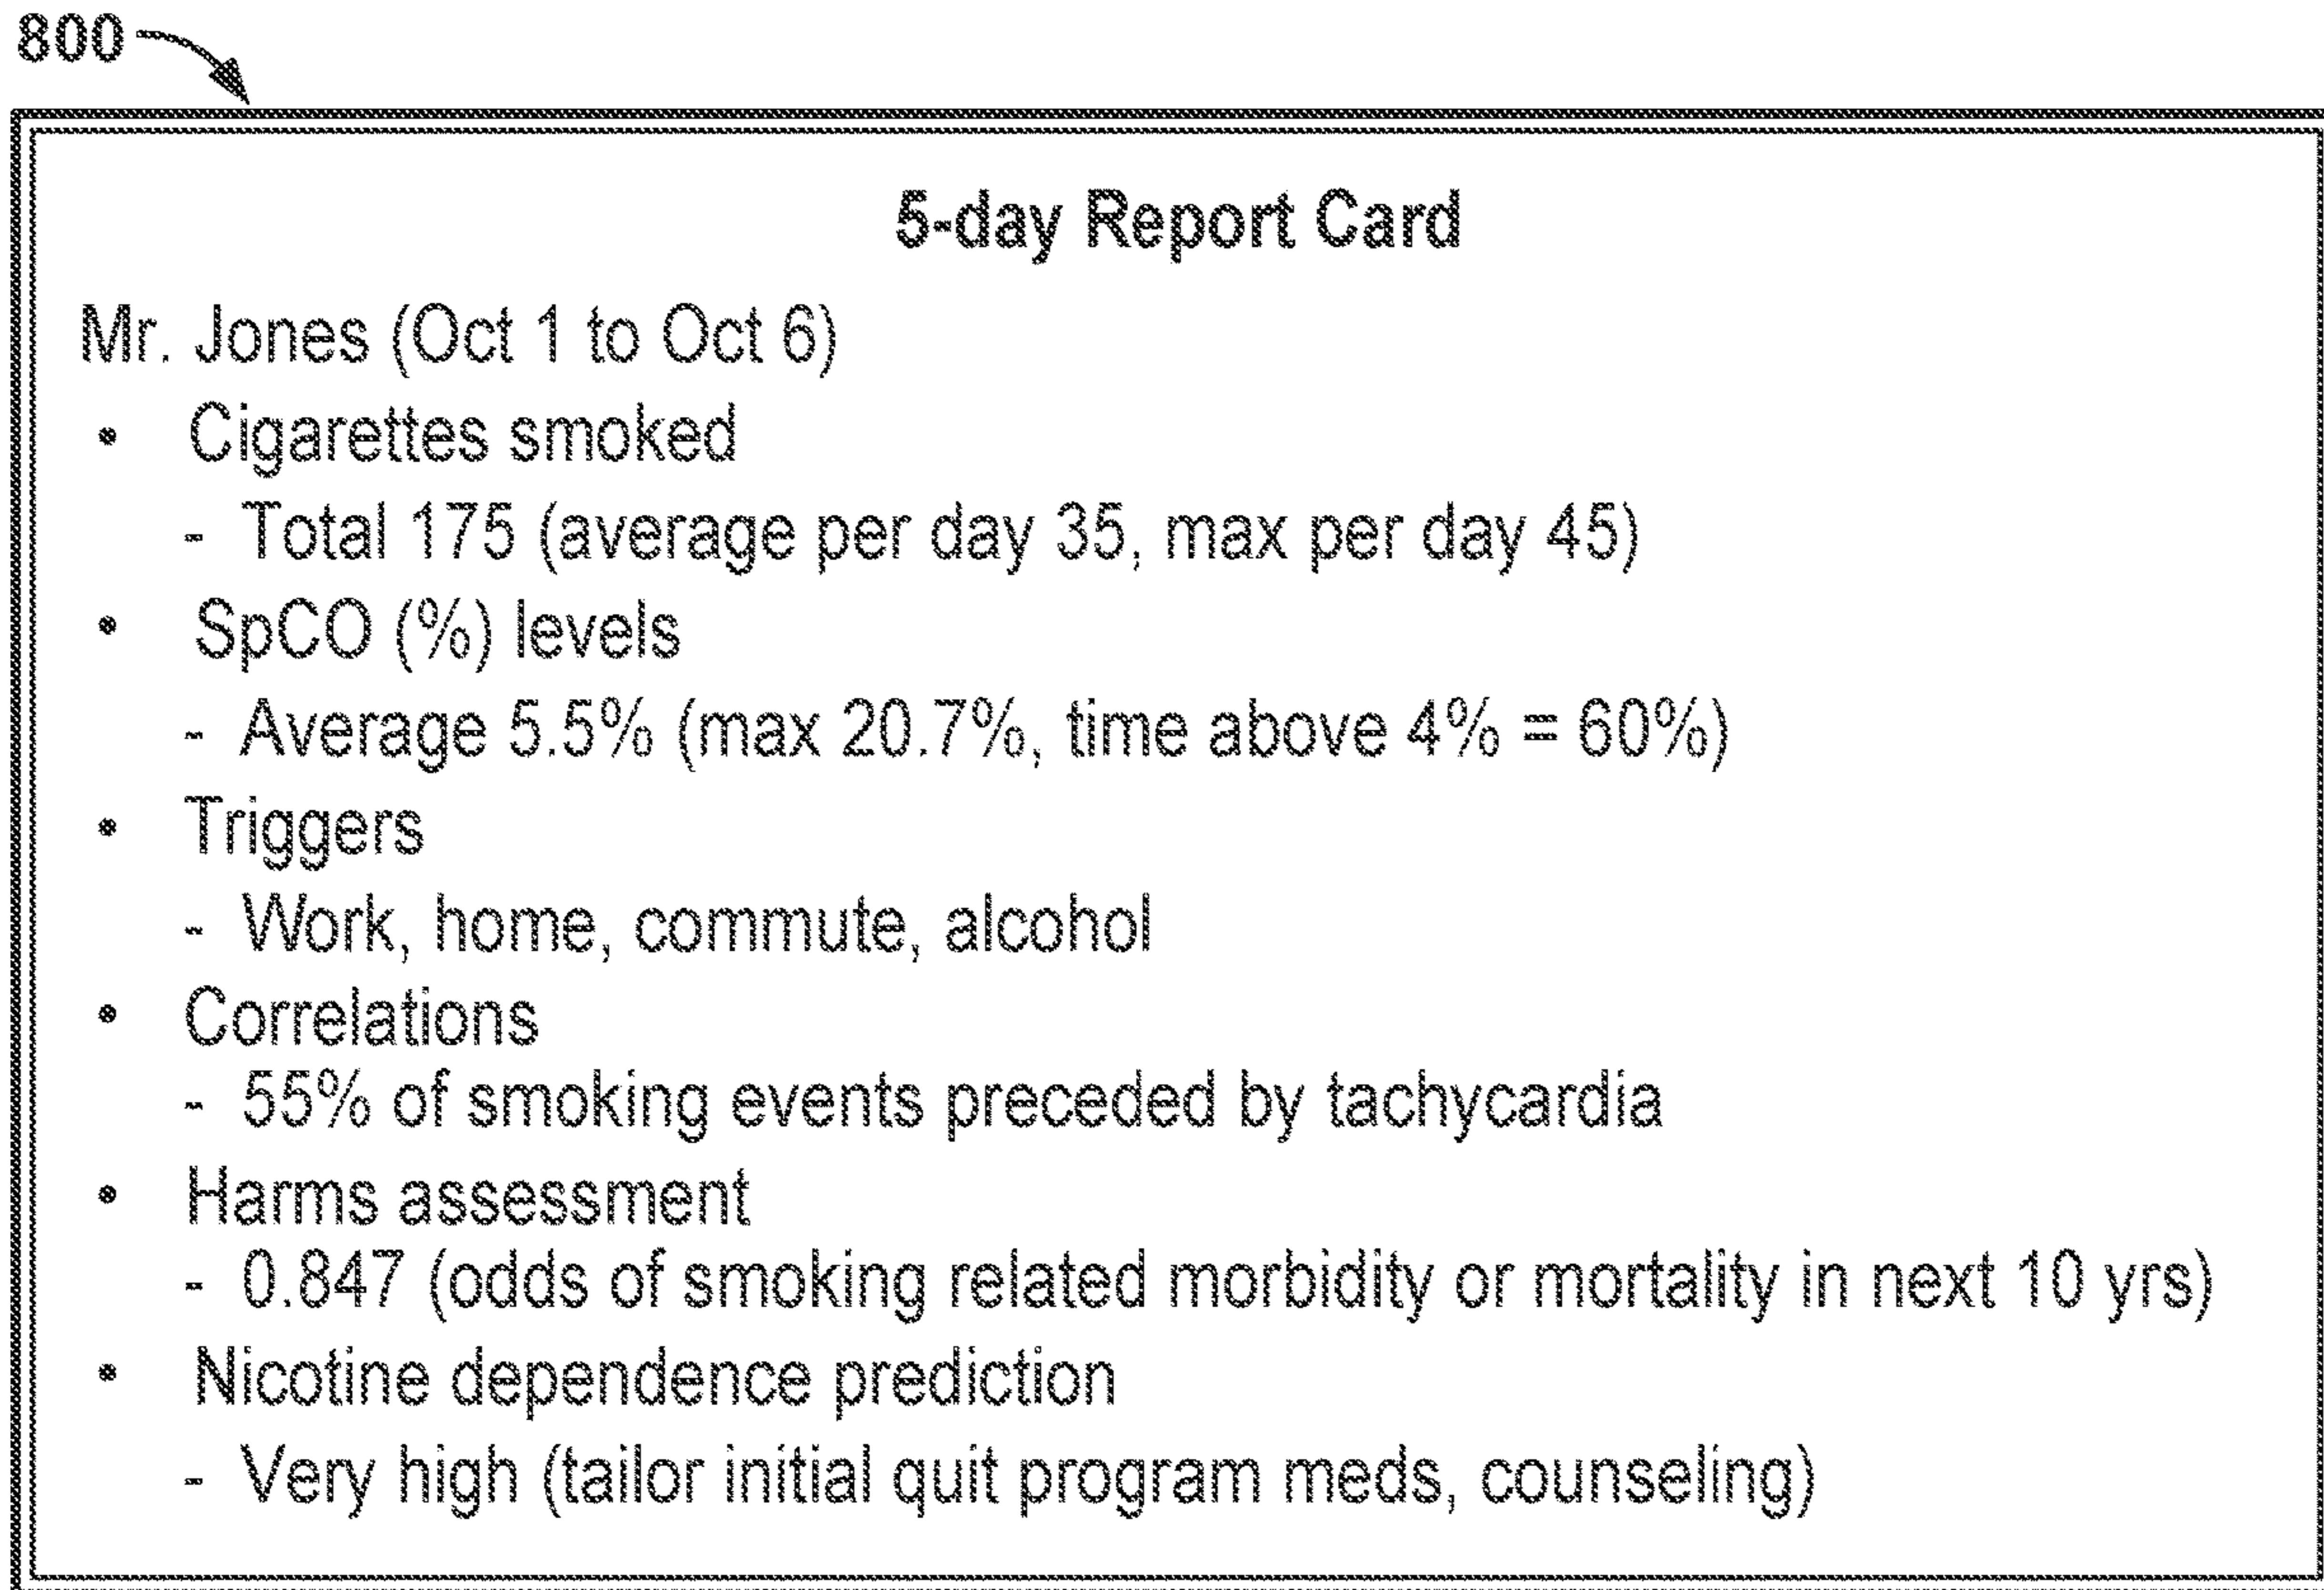 800
5-day Report Card
Mr. Jones (Oct 1 to Oct 6)
• Cigarettes smoked
- Total 175 (average per day 35, max per day 45)
• SpCO (%) levels
- Average 5.5% (max 20.7%, time above 4% = 60%)
• Triggers
- Work, home, commute, alcohol
• Correlations
- 55% of smoking events preceded by tachycardia
• Harms assessment
- 0.847 (odds of smoking related morbidity or mortality in next 10 yrs)
• Nicotine dependence prediction
- Very high (tailor initial quit program meds, counseling)